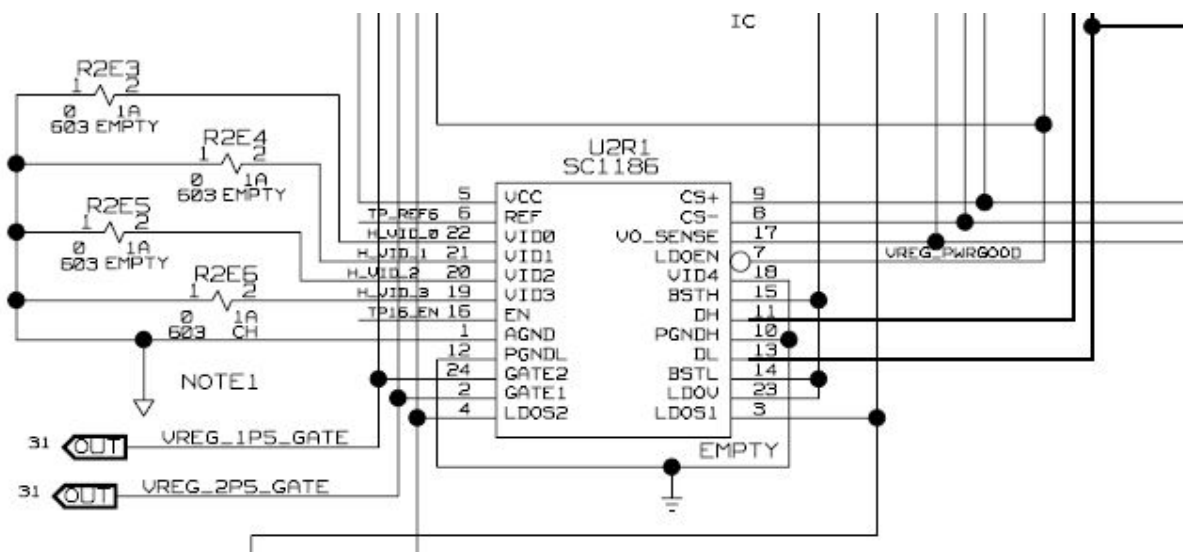 IC
R2E3
1 2
0 1A
603 EMPTY
R2E4
1 2
0 1A
603 EMPTY
R2E5
1 2
0 1A
603 EMPTY
R2E6
1 2
0 1A
603 CH
NOTE1
U2R1
SC1186
5 VCC CS+ 9
TP_REF6 6 REF CS- 8
H_VID_0 22 VID0 VO_SENSE 17
H_VID_1 21 VID1 LDOEN 7 VREG_PWRGOOD
H_VID_2 20 VID2 VID4 18
H_VID_3 19 VID3 BSTH 15
TP16_EN 16 EN DH 11
1 AGND PGNDH 10
12 PGNDL DL 13
24 GATE2 BSTL 14
2 GATE1 LDOV 23
4 LDOS2 LDOS1 3
EMPTY
31 OUT VREG_1P5_GATE
31 OUT VREG_2P5_GATE